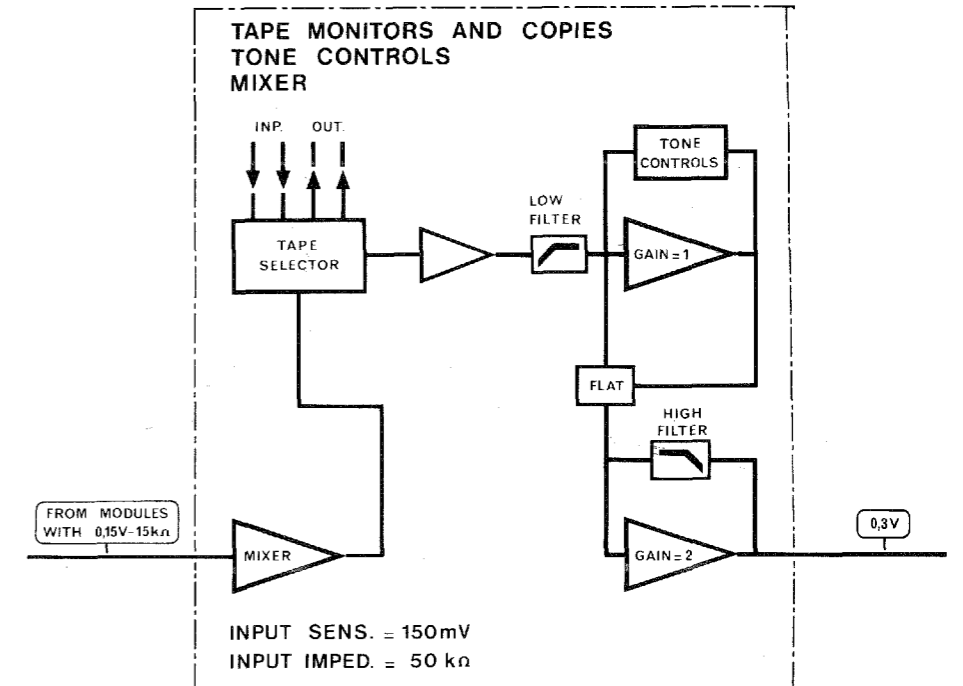 TAPE MONITORS AND COPIES
TONE CONTROLS
MIXER
INP. OUT.
TONE
CONTROLS
LOW
FILTER
TAPE
SELECTOR
GAIN=1
FLAT
HIGH
FILTER
FROM MODULES
WITH 0,15V-15kΩ
0,3V
MIXER
GAIN=2
INPUT SENS. = 150mV
INPUT IMPED. = 50 kΩ